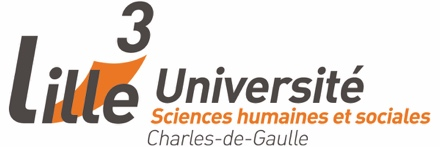 Lille 3
Université
Sciences humaines et sociales
Charles-de-Gaulle